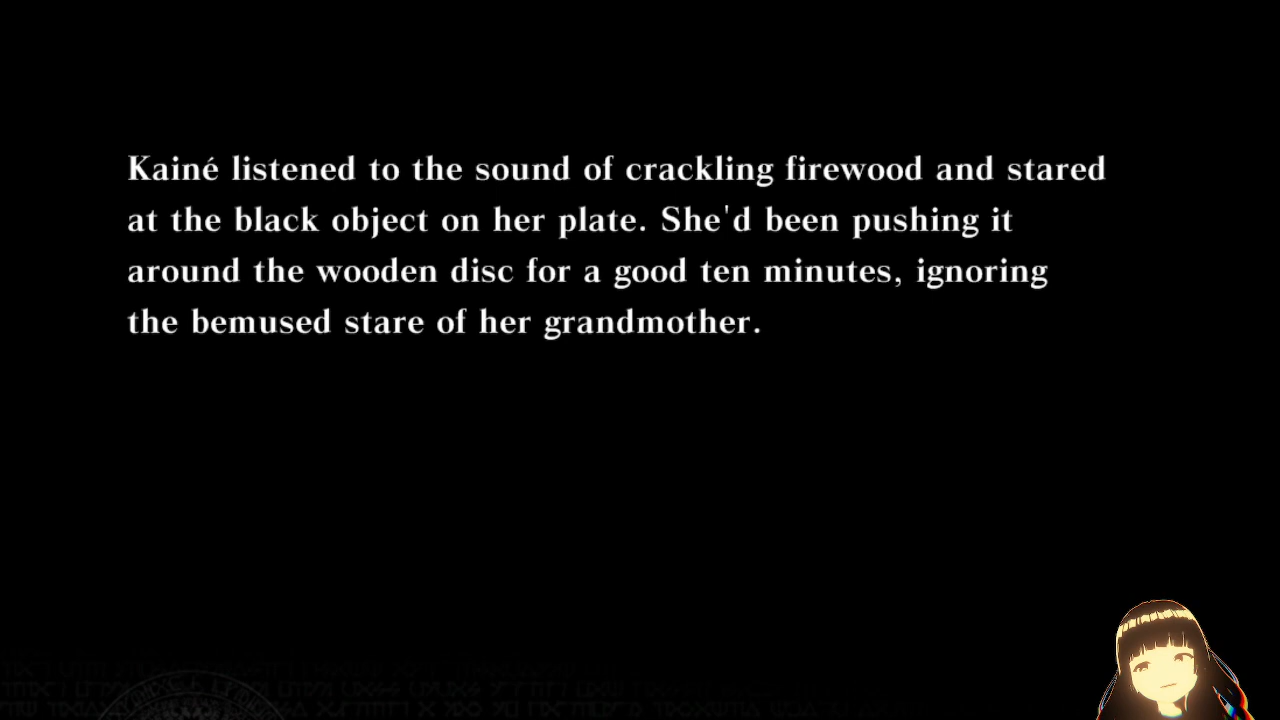 Kainé listened to the sound of crackling firewood and stared
at the black object on her plate. She'd been pushing it
around the wooden disc for a good ten minutes, ignoring
the bemused stare of her grandmother.